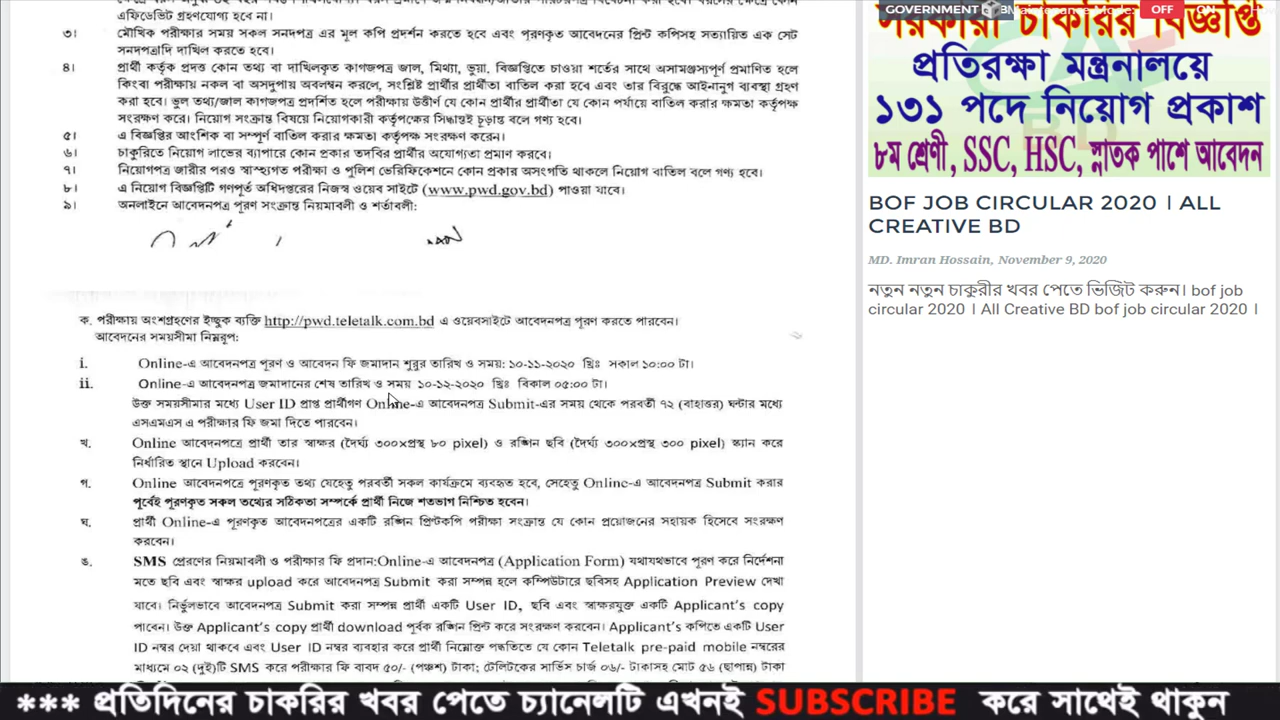 এফিডেভিট গ্রহণযোগ্য হবে না।
৩। মৌখিক পরীক্ষার সময় সকল সনদপত্র এর মূল কপি প্রদর্শন করতে হবে এবং পূরণকৃত আবেদনের প্রিন্ট কপিসহ সত্যায়িত এক সেট
সনদপত্রাদি দাখিল করতে হবে।
৪। প্রার্থী কর্তৃক প্রদত্ত কোন তথ্য বা দাখিলকৃত কাগজপত্র জাল, মিথ্যা, ভুয়া, বিজ্ঞপ্তিতে চাওয়া শর্তের সাথে অসামঞ্জস্যপূর্ণ প্রমাণিত হলে
কিংবা পরীক্ষায় নকল বা অসদুপায় অবলম্বন করলে, সংশ্লিষ্ট প্রার্থীর প্রার্থীতা বাতিল করা হবে এবং তার বিরুদ্ধে আইনানুগ ব্যবস্থা গ্রহণ
করা হবে। ভুল তথ্য/জাল কাগজপত্র প্রদর্শিত হলে পরীক্ষায় উত্তীর্ণ যে কোন প্রার্থীর প্রার্থীতা যে কোন পর্যায়ে বাতিল করার ক্ষমতা কর্তৃপক্ষ
সংরক্ষণ করে। নিয়োগ সংক্রান্ত বিষয়ে নিয়োগকারী কর্তৃপক্ষের সিদ্ধান্তই চূড়ান্ত বলে গণ্য হবে।
৫। এ বিজ্ঞপ্তির আংশিক বা সম্পূর্ণ বাতিল করার ক্ষমতা কর্তৃপক্ষ সংরক্ষণ করেন।
৬। চাকুরিতে নিয়োগ লাভের ব্যাপারে কোন প্রকার তদবির প্রার্থীর অযোগ্যতা প্রমাণ করবে।
৭। নিয়োগপত্র জারীর পরও স্বাস্হ্যগত পরীক্ষা ও পুলিশ ভেরিফিকেশনে কোন প্রকার অসংগতি থাকলে নিয়োগ বাতিল বলে গণ্য হবে।
৮। এ নিয়োগ বিজ্ঞপ্তিটি গণপূর্ত অধিদপ্তরের নিজস্ব ওয়েব সাইটে (www.pwd.gov.bd) পাওয়া যাবে।
৯। অনলাইনে আবেদনপত্র পূরণ সংক্রান্ত নিয়মাবলী ও শর্তাবলী:
ক. পরীক্ষায় অংশগ্রহণের ইচ্ছুক ব্যক্তি http://pwd.teletalk.com.bd এ ওয়েবসাইটে আবেদনপত্র পূরণ করতে পারবেন।
আবেদনের সময়সীমা নিম্নরূপ:
i. Online-এ আবেদনপত্র পূরণ ও আবেদন ফি জমাদান শুরুর তারিখ ও সময়: ১০-১১-২০২০ খ্রিঃ সকাল ১০:০০ টা।
ii. Online-এ আবেদনপত্র জমাদানের শেষ তারিখ ও সময় ১০-১২-২০২০ খ্রিঃ বিকাল ০৫:০০ টা।
উক্ত সময়সীমার মধ্যে User ID প্রাপ্ত প্রার্থীগণ Online-এ আবেদনপত্র Submit-এর সময় থেকে পরবর্তী ৭২ (বাহাত্তর) ঘন্টার মধ্যে
এসএমএস এ পরীক্ষার ফি জমা দিতে পারবেন।
খ. Online আবেদনপত্রে প্রার্থী তার স্বাক্ষর (দৈর্ঘ্য ৩০০xপ্রস্থ ৮০ pixel) ও রঙ্গিন ছবি (দৈর্ঘ্য ৩০০xপ্রস্থ ৩০০ pixel) স্ক্যান করে
নির্ধারিত স্থানে Upload করবেন।
গ. Online আবেদনপত্রে পূরণকৃত তথ্য যেহেতু পরবর্তী সকল কার্যক্রমে ব্যবহৃত হবে, সেহেতু Online-এ আবেদনপত্র Submit করার
পূর্বেই পূরণকৃত সকল তথ্যের সঠিকতা সম্পর্কে প্রার্থী নিজে শতভাগ নিশ্চিত হবেন।
ঘ. প্রার্থী Online-এ পূরণকৃত আবেদনপত্রের একটি রঙ্গিন প্রিন্টকপি পরীক্ষা সংক্রান্ত যে কোন প্রয়োজনের সহায়ক হিসেবে সংরক্ষণ
করবেন।
ঙ. SMS প্রেরণের নিয়মাবলী ও পরীক্ষার ফি প্রদান:Online-এ আবেদনপত্র (Application Form) যথাযথভাবে পূরণ করে নির্দেশনা
মতে ছবি এবং স্বাক্ষর upload করে আবেদনপত্র Submit করা সম্পন্ন হলে কম্পিউটারে ছবিসহ Application Preview দেখা
যাবে। নির্ভুলভাবে আবেদনপত্র Submit করা সম্পন্ন প্রার্থী একটি User ID, ছবি এবং স্বাক্ষরযুক্ত একটি Applicant's copy
পাবেন। উক্ত Applicant's copy প্রার্থী download পূর্বক রঙ্গিন প্রিন্ট করে সংরক্ষণ করবেন। Applicant's কপিতে একটি User
ID নম্বর দেয়া থাকবে এবং User ID নম্বর ব্যবহার করে প্রার্থী নিম্নোক্ত পদ্ধতিতে যে কোন Teletalk pre-paid mobile নম্বরের
মাধ্যমে ০২ (দুই)টি SMS করে পরীক্ষার ফি বাবদ ৫০/- (পঞ্চাশ) টাকা; টেলিটকের সার্ভিস চার্জ ০৬/- টাকাসহ মোট ৫৬ (ছাপান্ন) টাকা
GOVERNMENT
Maintenance Mode: OFF ON
সরকারী চাকরির বিজ্ঞপ্তি
প্রতিরক্ষা মন্ত্রনালয়ে
১৩১ পদে নিয়োগ প্রকাশ
৮ম শ্রেণী, SSC, HSC, স্নাতক পাশে আবেদন
BOF JOB CIRCULAR 2020 । ALL
CREATIVE BD
MD. Imran Hossain, November 9, 2020
নতুন নতুন চাকুরীর খবর পেতে ভিজিট করুন। bof job
circular 2020 । All Creative BD bof job circular 2020 ।
*** প্রতিদিনের চাকরির খবর পেতে চ্যানেলটি এখনই SUBSCRIBE করে সাথেই থাকুন